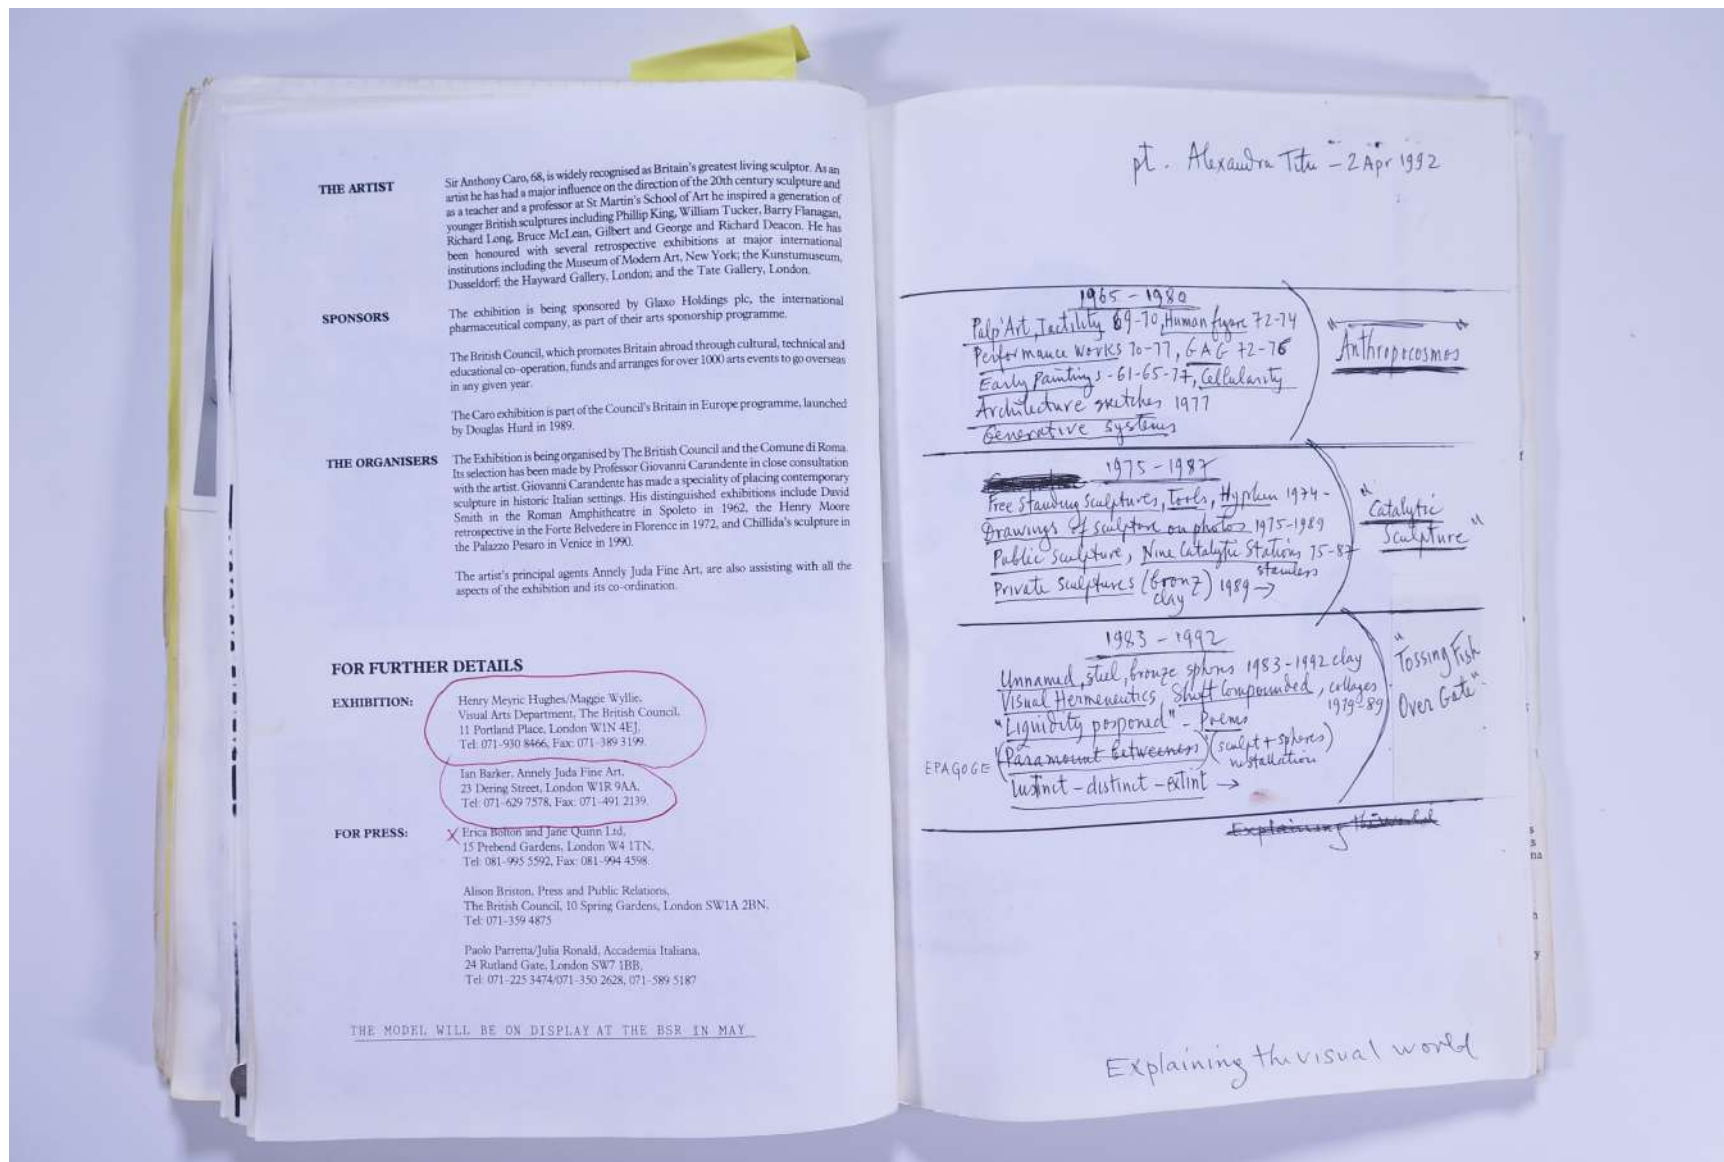 THE ARTIST
Sir Anthony Caro, 68, is widely recognised as Britain's greatest living sculptor. As an
artist he has had a major influence on the direction of the 20th century sculpture and
as a teacher and a professor at St Martin's School of Art he inspired a generation of
younger British sculptures including Phillip King, William Tucker, Barry Flanagan,
Richard Long, Bruce McLean, Gilbert and George and Richard Deacon. He has
been honoured with several retrospective exhibitions at major international
institutions including the Museum of Modern Art, New York; the Kunstumuseum,
Dusseldorf; the Hayward Gallery, London; and the Tate Gallery, London.
SPONSORS
The exhibition is being sponsored by Glaxo Holdings plc, the international
pharmaceutical company, as part of their arts sponorship programme.
The British Council, which promotes Britain abroad through cultural, technical and
educational co-operation, funds and arranges for over 1000 arts events to go overseas
in any given year.
The Caro exhibition is part of the Council's Britain in Europe programme, launched
by Douglas Hurd in 1989.
THE ORGANISERS
The Exhibition is being organised by The British Council and the Comune di Roma.
Its selection has been made by Professor Giovanni Carandente in close consultation
with the artist. Giovanni Carandente has made a speciality of placing contemporary
sculpture in historic Italian settings. His distinguished exhibitions include David
Smith in the Roman Amphitheatre in Spoleto in 1962, the Henry Moore
retrospective in the Forte Belvedere in Florence in 1972, and Chillida's sculpture in
the Palazzo Pesaro in Venice in 1990.
The artist's principal agents Annely Juda Fine Art, are also assisting with all the
aspects of the exhibition and its co-ordination.
FOR FURTHER DETAILS
EXHIBITION:
Henry Meyric Hughes/Maggie Wyllie,
Visual Arts Department, The British Council,
11 Portland Place, London W1N 4EJ,
Tel: 071-930 8466, Fax: 071-389 3199.
Ian Barker, Annely Juda Fine Art,
23 Dering Street, London W1R 9AA,
Tel: 071-629 7578, Fax: 071-491 2139.
FOR PRESS:
X Erica Bolton and Jane Quinn Ltd,
15 Prebend Gardens, London W4 1TN,
Tel: 081-995 5592, Fax: 081-994 4598.
Alison Briston, Press and Public Relations,
The British Council, 10 Spring Gardens, London SW1A 2BN,
Tel: 071-359 4875
Paolo Parretta/Julia Ronald, Accademia Italiana,
24 Rutland Gate, London SW7 1BB,
Tel: 071-225 3474/071-350 2628, 071-589 5187
THE MODEL WILL BE ON DISPLAY AT THE BSR IN MAY
pt. Alexandra Titu - 2 Apr 1992
1965 - 1980
Palp'Art, Tactility 69-70, Human figure 72-74
Performance Works 70-77, GAG 72-76
Early Paintings - 61-65-77, Cellularity
Architecture sketches 1977
Generative systems
"Anthropocosmos"
1975 - 1987
Free Standing Sculptures, Tools, Hyphen 1974 -
Drawings of sculpture on photos 1975-1989
Public Sculpture, Nine Catalytic Stations 75-87
stainless
Private Sculptures (bronz) 1989 →
clay
"Catalytic
Sculpture"
1983 - 1992
Unnamed, steel, bronze sphers 1983-1992 clay
Visual Hermeneutics, Shift Compounded, collages
1979-89
"Liquidity posponed" - Poems
EPAGOGE (Paramount betweeness) (sculpt + spheres)
installation
Instinct - distinct - extint →
"Tossing Fish
Over Gate"
Explaining the World
Explaining the visual world